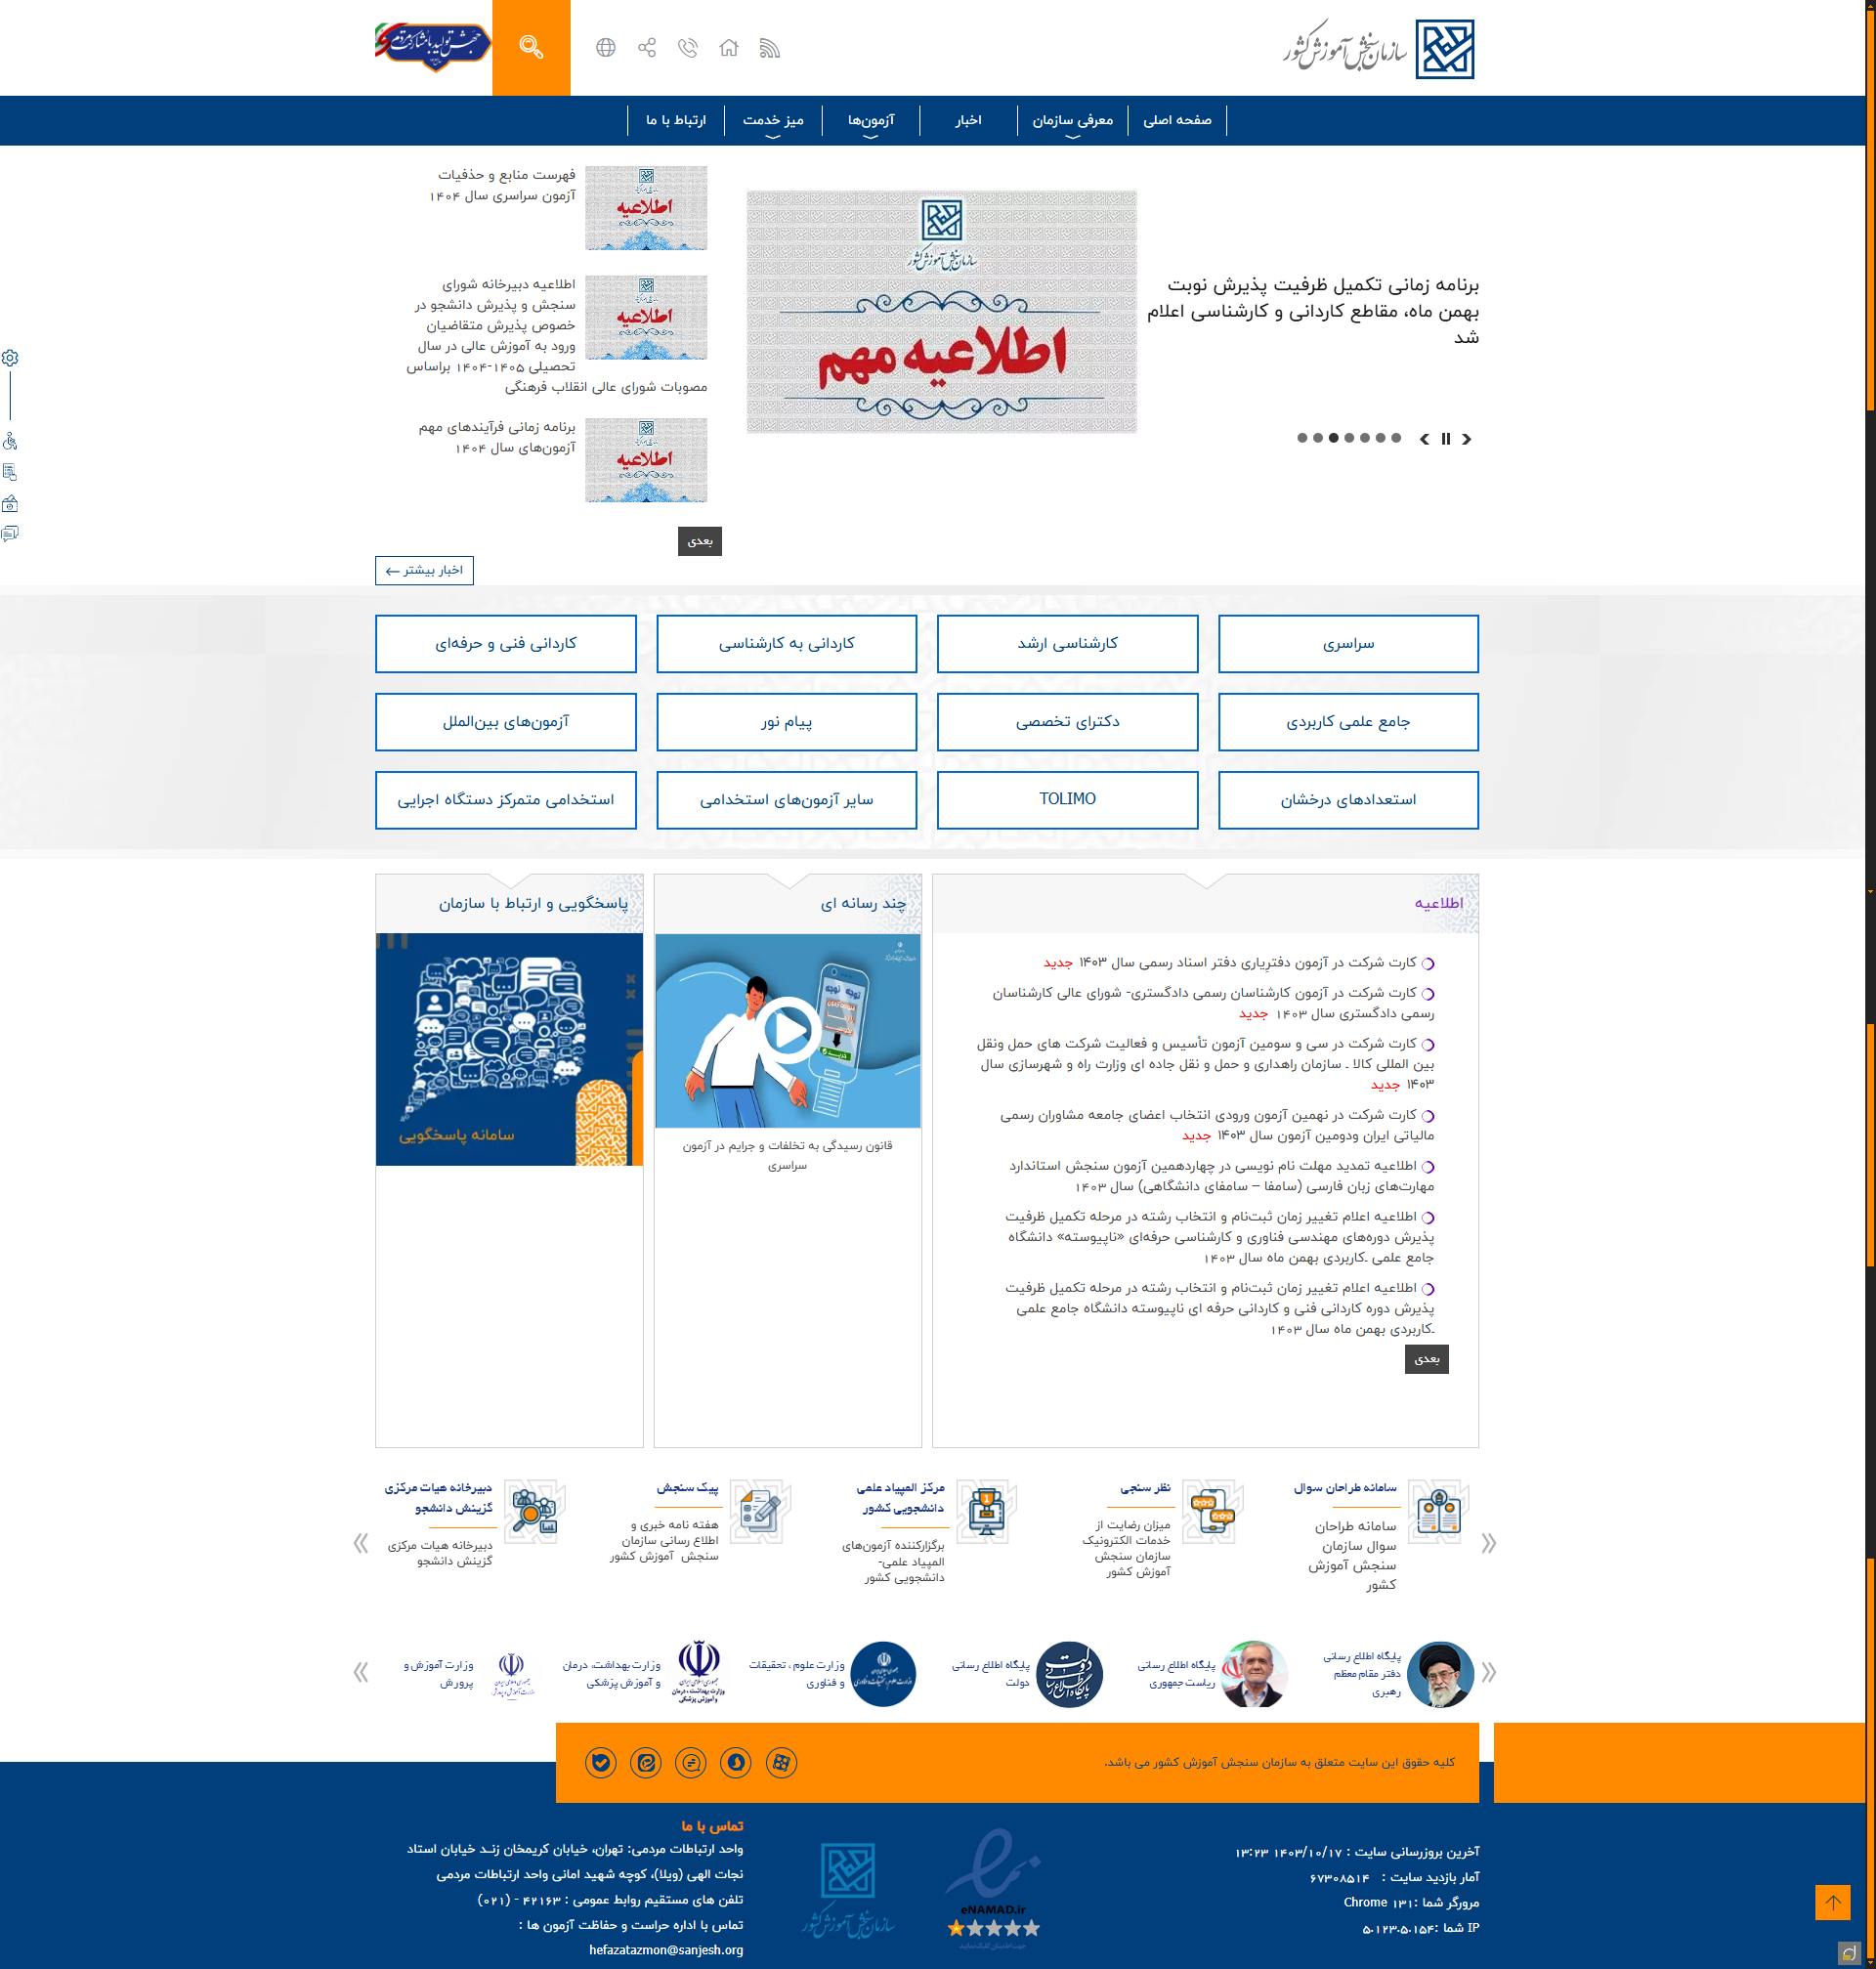 سازمان سنجش آموزش کشور
جهش تولید با مشارکت مردم
صفحه اصلی
معرفی سازمان
اخبار
آزمون‌ها
میز خدمت
ارتباط با ما
برنامه زمانی تکمیل ظرفیت پذیرش نوبت
بهمن ماه، مقاطع کاردانی و کارشناسی اعلام
شد
سازمان سنجش آموزش کشور
اطلاعیه مهم
اطلاعیه
فهرست منابع و حذفیات
آزمون سراسری سال ۱۴۰۴
اطلاعیه
اطلاعیه دبیرخانه شورای
سنجش و پذیرش دانشجو در
خصوص پذیرش متقاضیان
ورود به آموزش عالی در سال
تحصیلی ۱۴۰۵-۱۴۰۴ براساس
مصوبات شورای عالی انقلاب فرهنگی
اطلاعیه
برنامه زمانی فرآیندهای مهم
آزمون‌های سال ۱۴۰۴
بعدی
اخبار بیشتر
سراسری
کارشناسی ارشد
کاردانی به کارشناسی
کاردانی فنی و حرفه‌ای
جامع علمی کاربردی
دکترای تخصصی
پیام نور
آزمون‌های بین‌الملل
استعدادهای درخشان
TOLIMO
سایر آزمون‌های استخدامی
استخدامی متمرکز دستگاه اجرایی
اطلاعیه
کارت شرکت در آزمون دفتریاری دفتر اسناد رسمی سال ۱۴۰۳ جدید
کارت شرکت در آزمون کارشناسان رسمی دادگستری- شورای عالی کارشناسان
رسمی دادگستری سال ۱۴۰۳ جدید
کارت شرکت در سی و سومین آزمون تأسیس و فعالیت شرکت های حمل ونقل
بین المللی کالا ـ سازمان راهداری و حمل و نقل جاده ای وزارت راه و شهرسازی سال
۱۴۰۳ جدید
کارت شرکت در نهمین آزمون ورودی انتخاب اعضای جامعه مشاوران رسمی
مالیاتی ایران ودومین آزمون سال ۱۴۰۳ جدید
اطلاعیه تمدید مهلت نام نویسی در چهاردهمین آزمون سنجش استاندارد
مهارت‌های زبان فارسی (سامفا – سامفای دانشگاهی) سال ۱۴۰۳
اطلاعیه اعلام تغییر زمان ثبت‌نام و انتخاب رشته در مرحله تکمیل ظرفیت
پذیرش دوره‌های مهندسی فناوری و کارشناسی حرفه‌ای «ناپیوسته» دانشگاه
جامع علمی ـکاربردی بهمن ماه سال ۱۴۰۳
اطلاعیه اعلام تغییر زمان ثبت‌نام و انتخاب رشته در مرحله تکمیل ظرفیت
پذیرش دوره کاردانی فنی و کاردانی حرفه ای ناپیوسته دانشگاه جامع علمی
ـکاربردی بهمن ماه سال ۱۴۰۳
بعدی
چند رسانه ای
توجه توجه
قانون رسیدگی به تخلفات و جرایم در آزمون
سراسری
پاسخگویی و ارتباط با سازمان
سامانه پاسخگویی
سامانه طراحان سوال
سامانه طراحان
سوال سازمان
سنجش آموزش
کشور
نظر سنجی
میزان رضایت از
خدمات الکترونیک
سازمان سنجش
آموزش کشور
مرکز المپیاد علمی
دانشجویی کشور
برگزارکننده آزمون‌های
المپیاد علمی-
دانشجویی کشور
پیک سنجش
هفته نامه خبری و
اطلاع رسانی سازمان
سنجش آموزش کشور
دبیرخانه هیات مرکزی
گزینش دانشجو
دبیرخانه هیات مرکزی
گزینش دانشجو
پایگاه اطلاع رسانی
دفتر مقام معظم
رهبری
پایگاه اطلاع رسانی
ریاست جمهوری
پایگاه اطلاع رسانی
دولت
وزارت علوم ، تحقیقات
و فناوری
وزارت بهداشت، درمان
و آموزش پزشکی
وزارت آموزش و
پرورش
کلیه حقوق این سایت متعلق به سازمان سنجش آموزش کشور می باشد.
آخرین بروزرسانی سایت : ۱۴۰۳/۱۰/۱۷ ۱۳:۲۳
آمار بازدید سایت : ۶۷۳۰۸۵۱۴
مرورگر شما :Chrome ۱۳۱
IP شما :۵.۱۲۳.۵.۱۵۴
eNAMAD.ir
سازمان سنجش آموزش کشور
تماس با ما
واحد ارتباطات مردمی: تهران، خیابان کریمخان زنـد خیابان استاد
نجات الهی (ویلا)، کوچه شهید امانی واحد ارتباطات مردمی
تلفن های مستقیم روابط عمومی : ۴۲۱۶۳ - (۰۲۱)
تماس با اداره حراست و حفاظت آزمون ها :
hefazatazmon@sanjesh.org